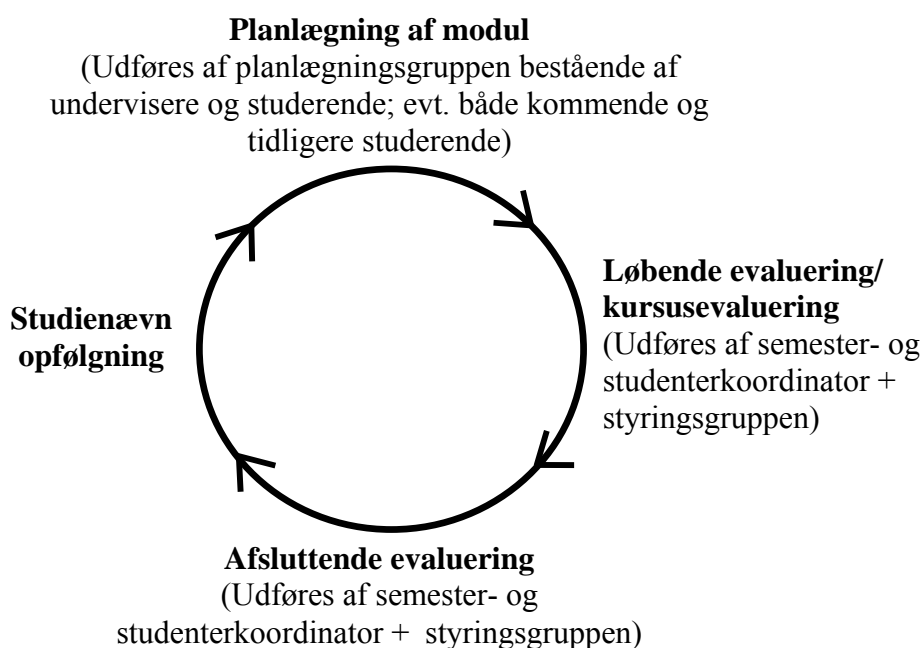 Planlægning af modul
(Udføres af planlægningsgruppen bestående af
undervisere og studerende; evt. både kommende og
tidligere studerende)
Løbende evaluering/
kursusevaluering
(Udføres af semester- og
studenterkoordinator +
styringsgruppen)
Afsluttende evaluering
(Udføres af semester- og
studenterkoordinator + styringsgruppen)
Studienævn
opfølgning